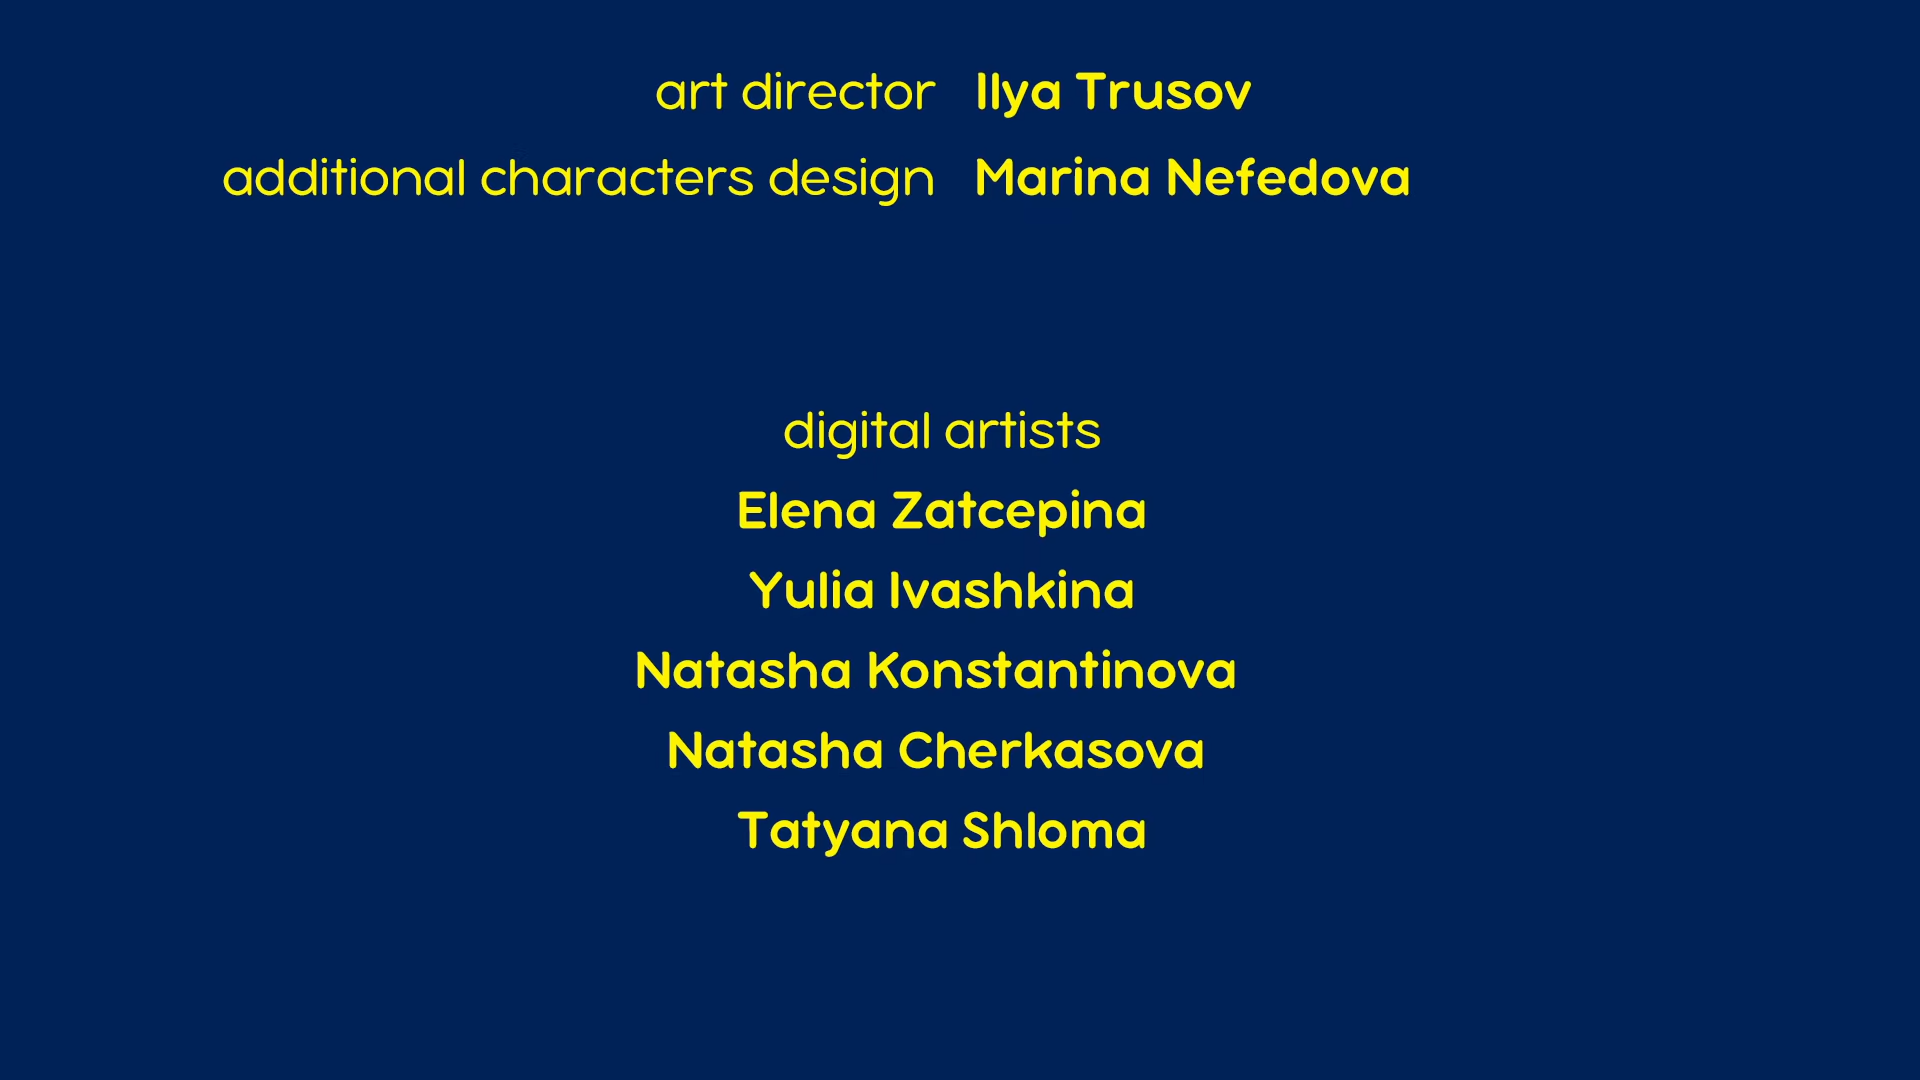 art director Ilya Trusov
additional characters design Marina Nefedova
digital artists
Elena Zatcepina
Yulia Ivashkina
Natasha Konstantinova
Natasha Cherkasova
Tatyana Shloma